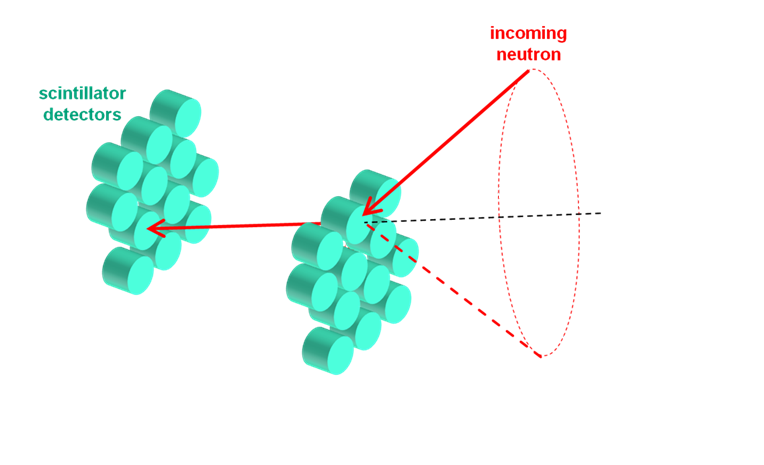 incoming
neutron
scintillator
detectors